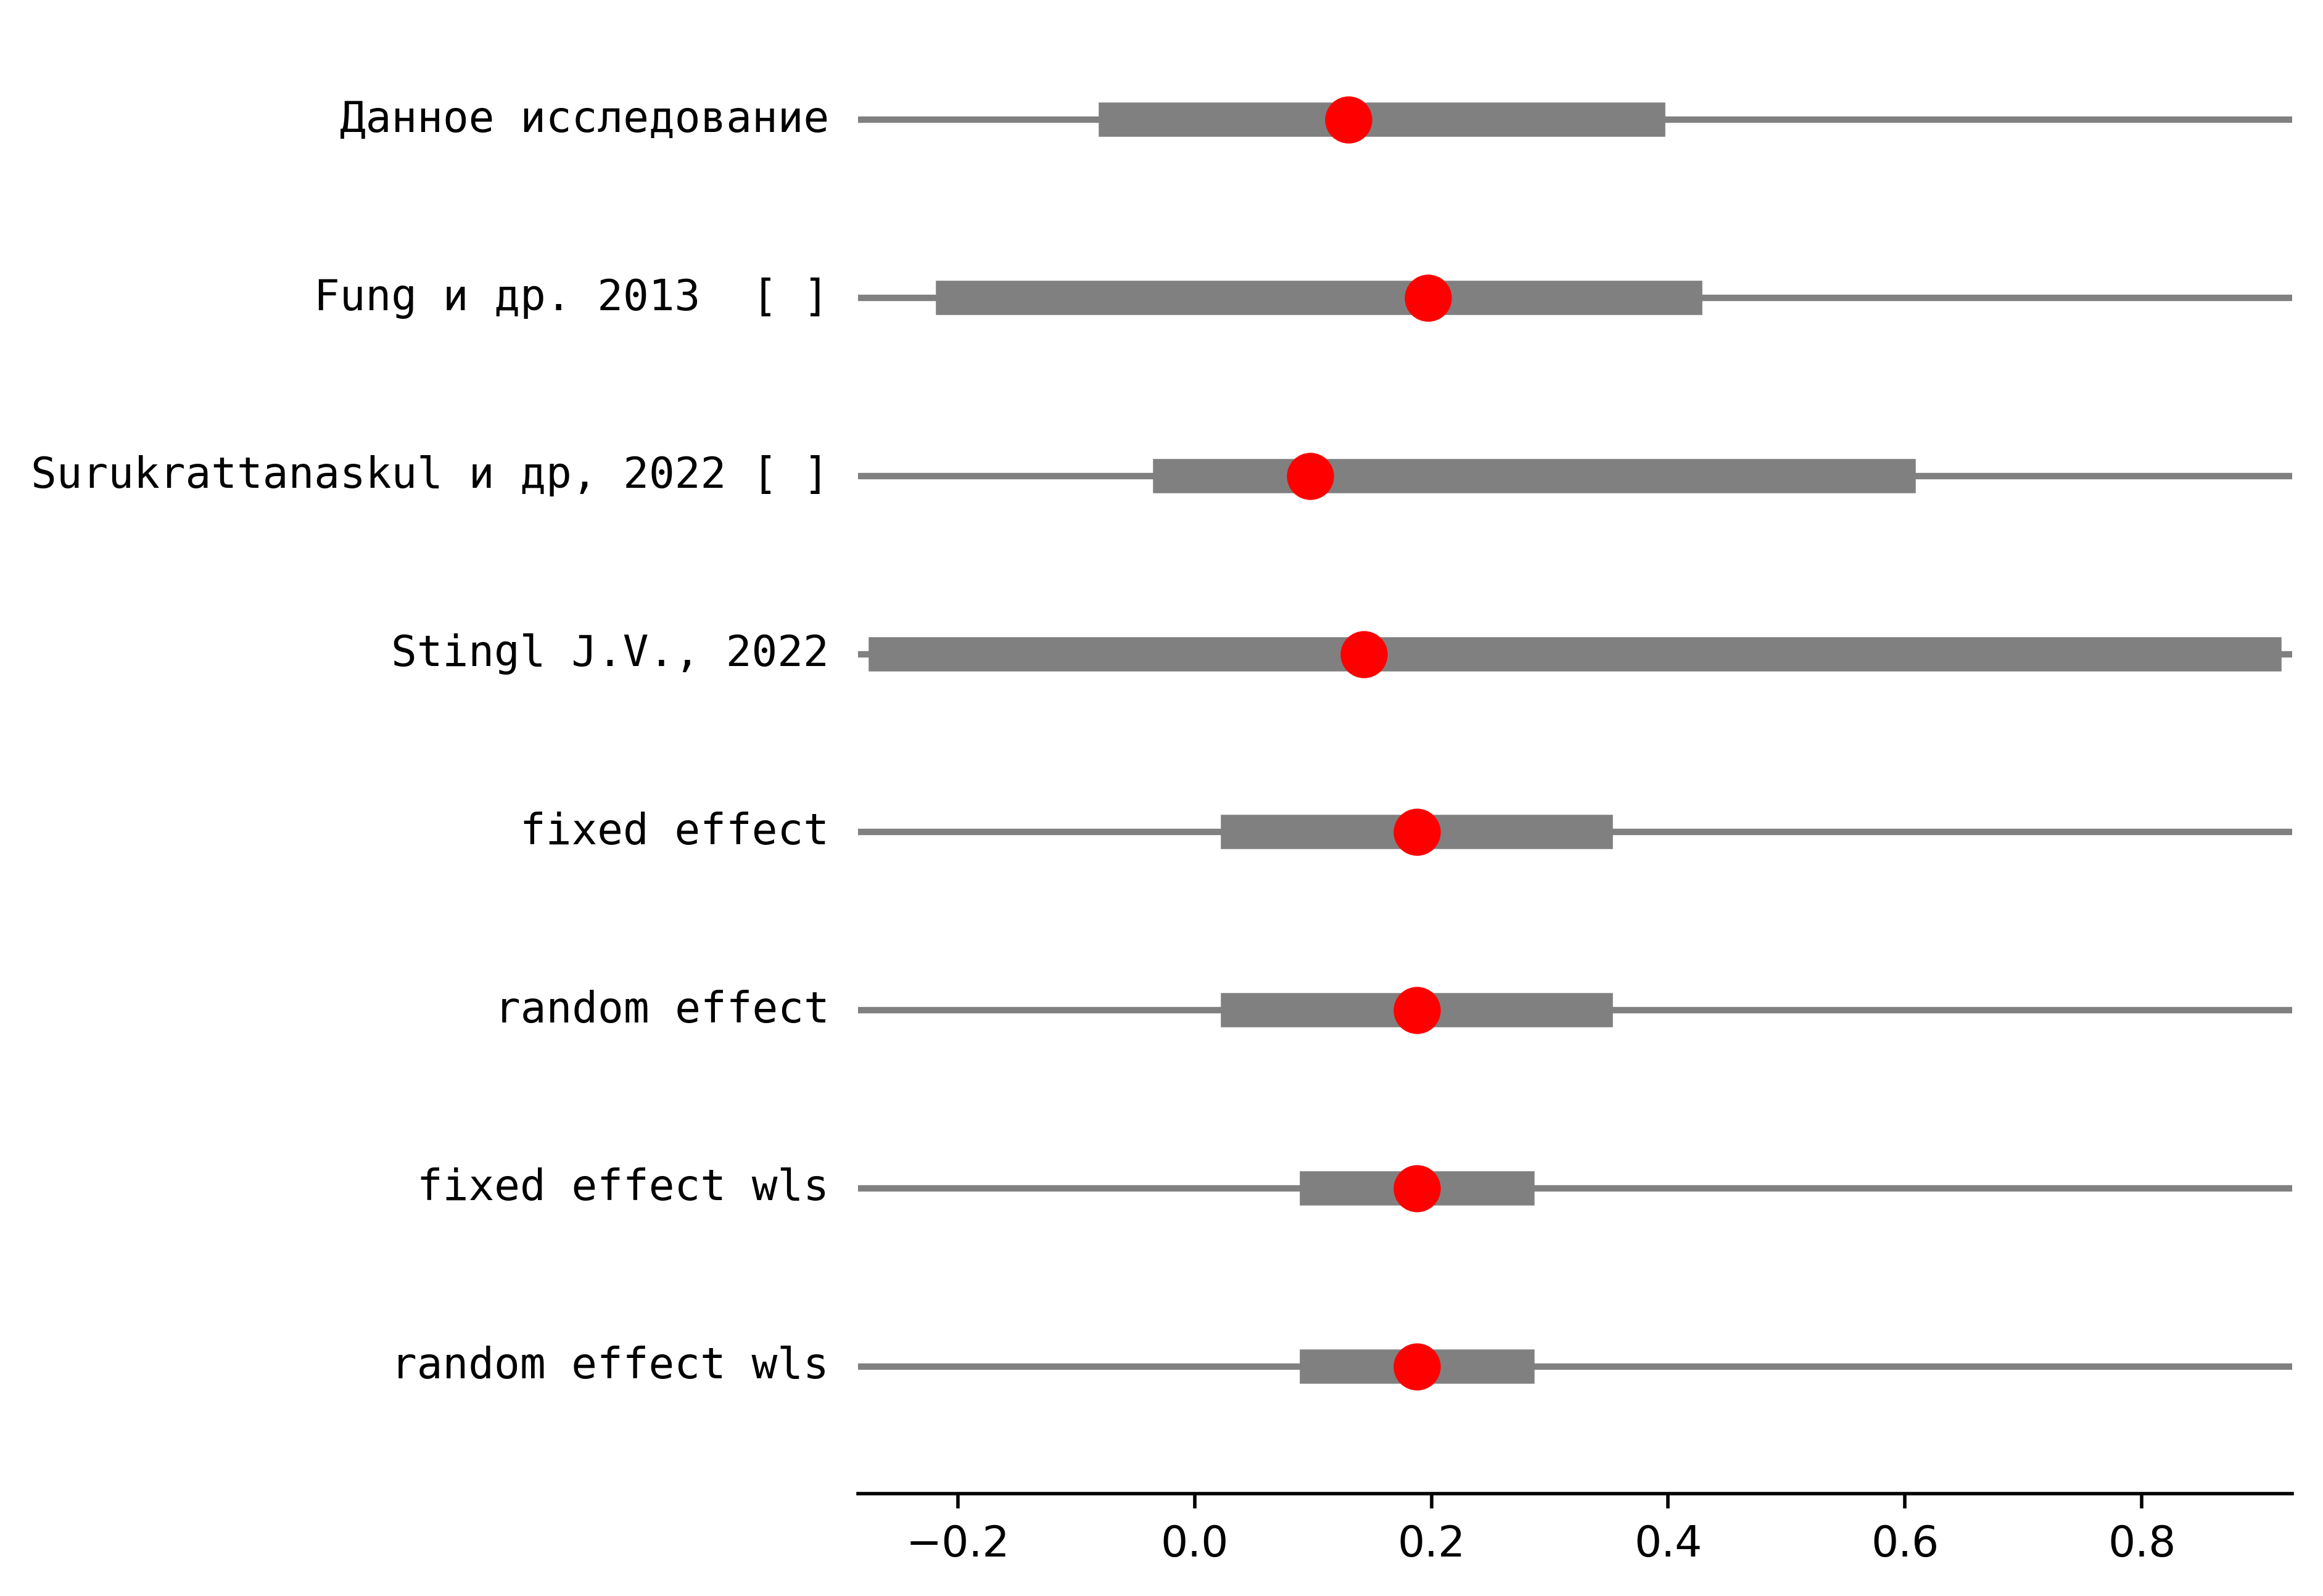 Данное исследование
Fung и др. 2013  [ ]
Surukrattanaskul и др, 2022 [ ]
Stingl J.V., 2022
fixed effect
random effect
fixed effect wls
random effect wls
−0.2 0.0 0.2 0.4 0.6 0.8